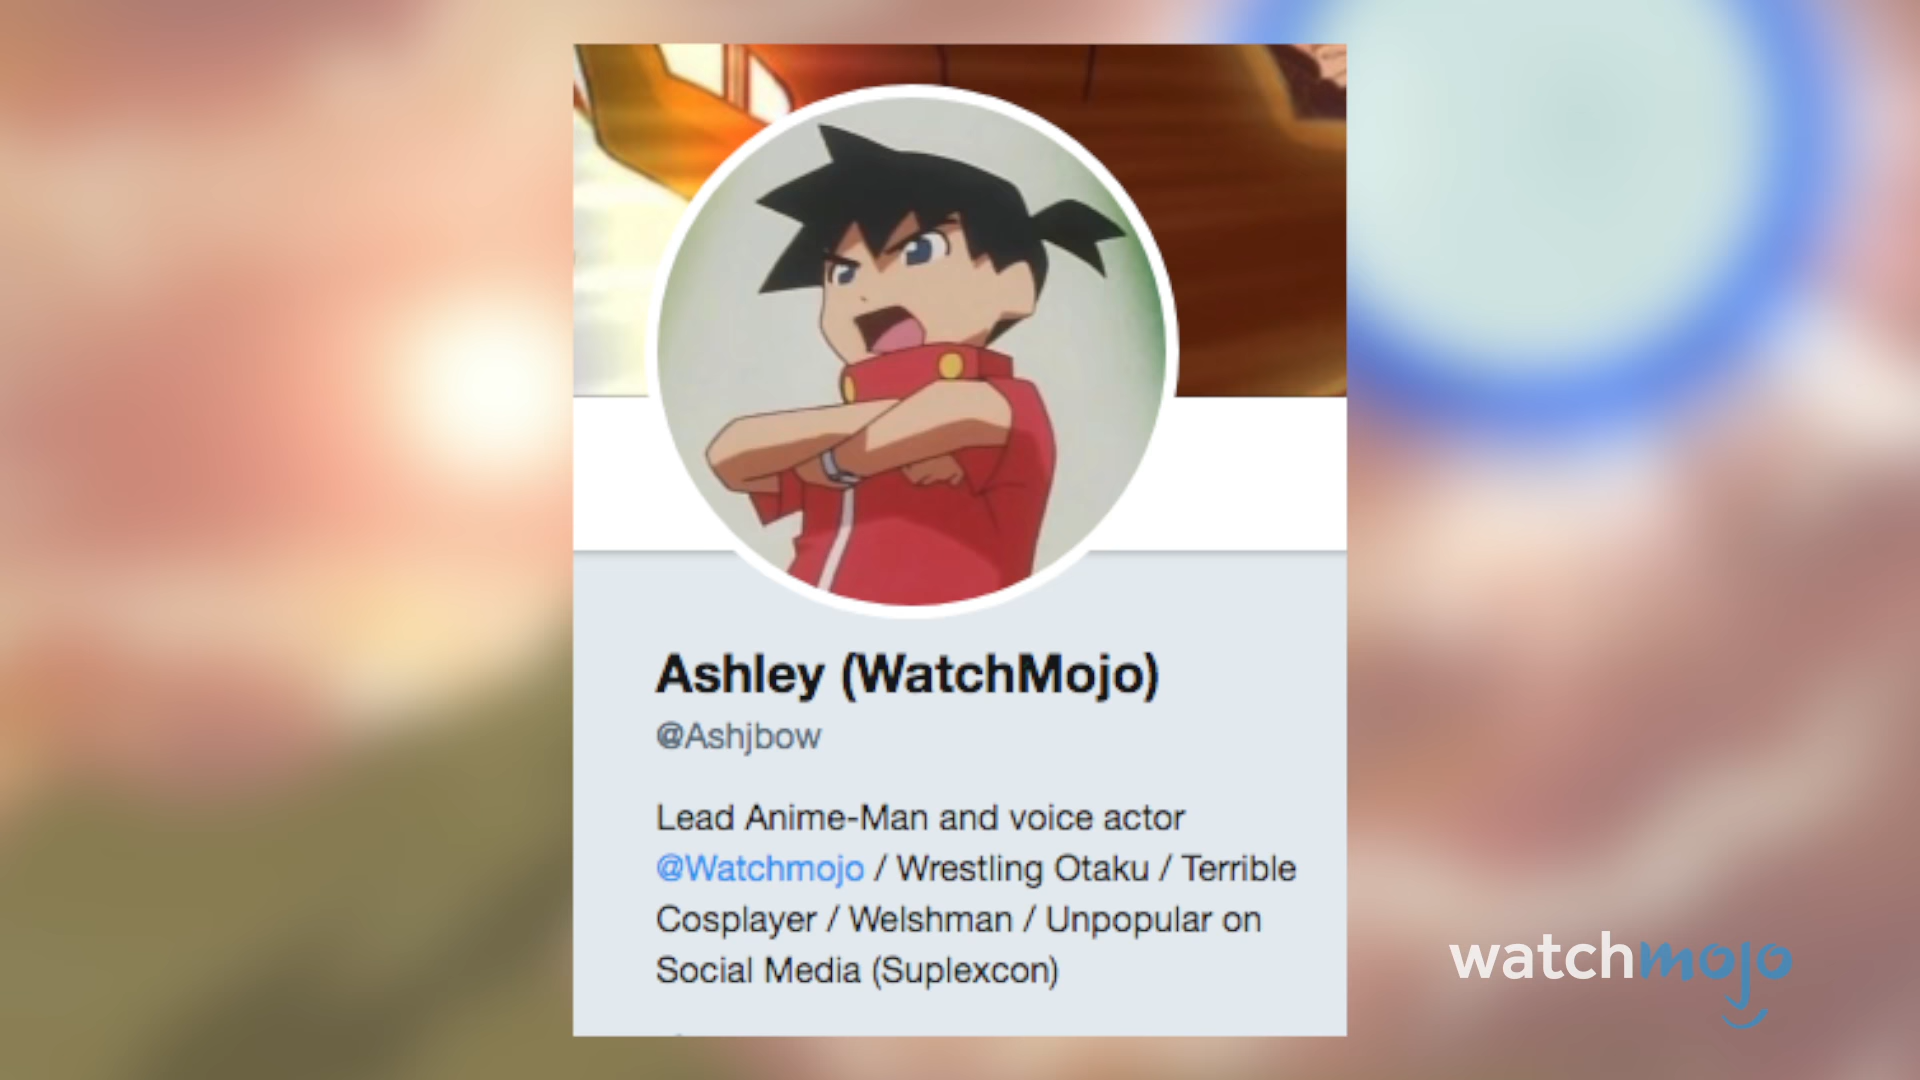 Ashley (WatchMojo)
@Ashjbow
Lead Anime-Man and voice actor
@Watchmojo / Wrestling Otaku / Terrible
Cosplayer / Welshman / Unpopular on
Social Media (Suplexcon)
watchmojo